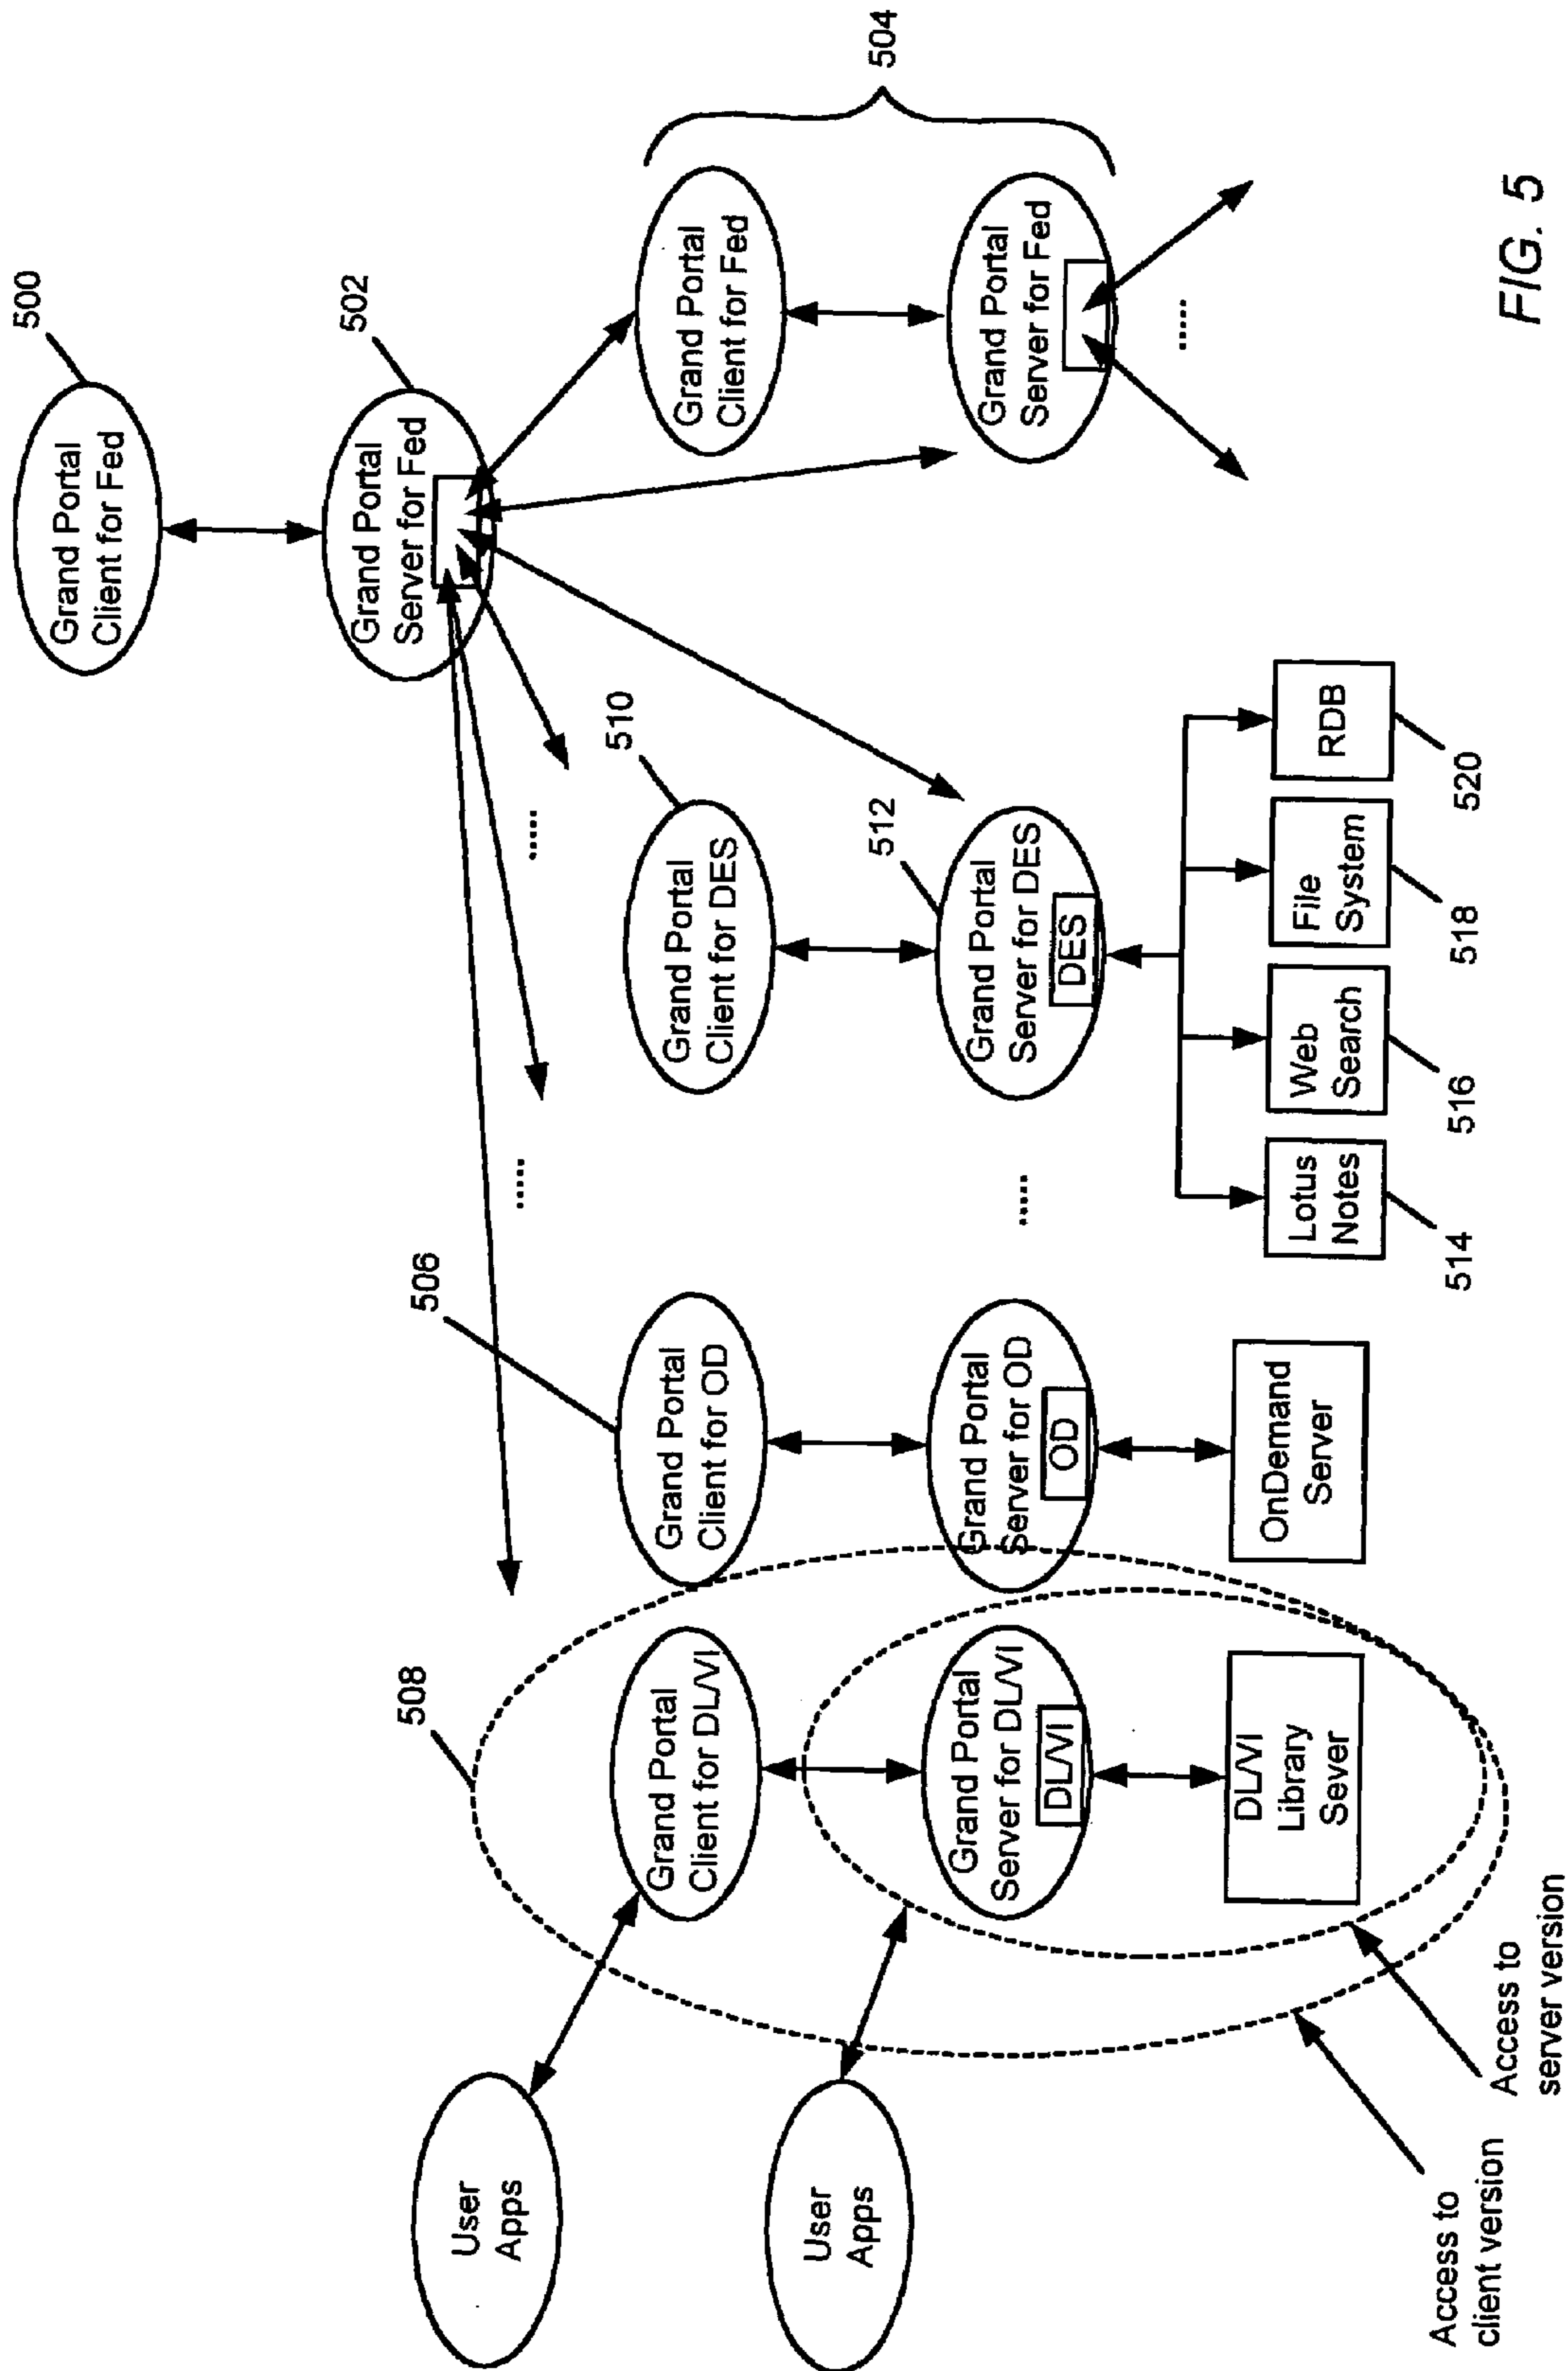 500
Grand Portal
Client for Fed
502
Grand Portal
Server for Fed
504
Grand Portal
Client for Fed
Grand Portal
Server for Fed
.....
.....
.....
510
Grand Portal
Client for DES
512
Grand Portal
Server for DES
DES
.....
Lotus
Notes
514
Web
Search
516
File
System
518
RDB
520
506
Grand Portal
Client for OD
Grand Portal
Server for OD
OD
OnDemand
Server
508
Grand Portal
Client for DL/VI
Grand Portal
Server for DL/VI
DL/VI
DL/VI
Library
Sever
User
Apps
User
Apps
Access to
client version
Access to
server version
FIG. 5